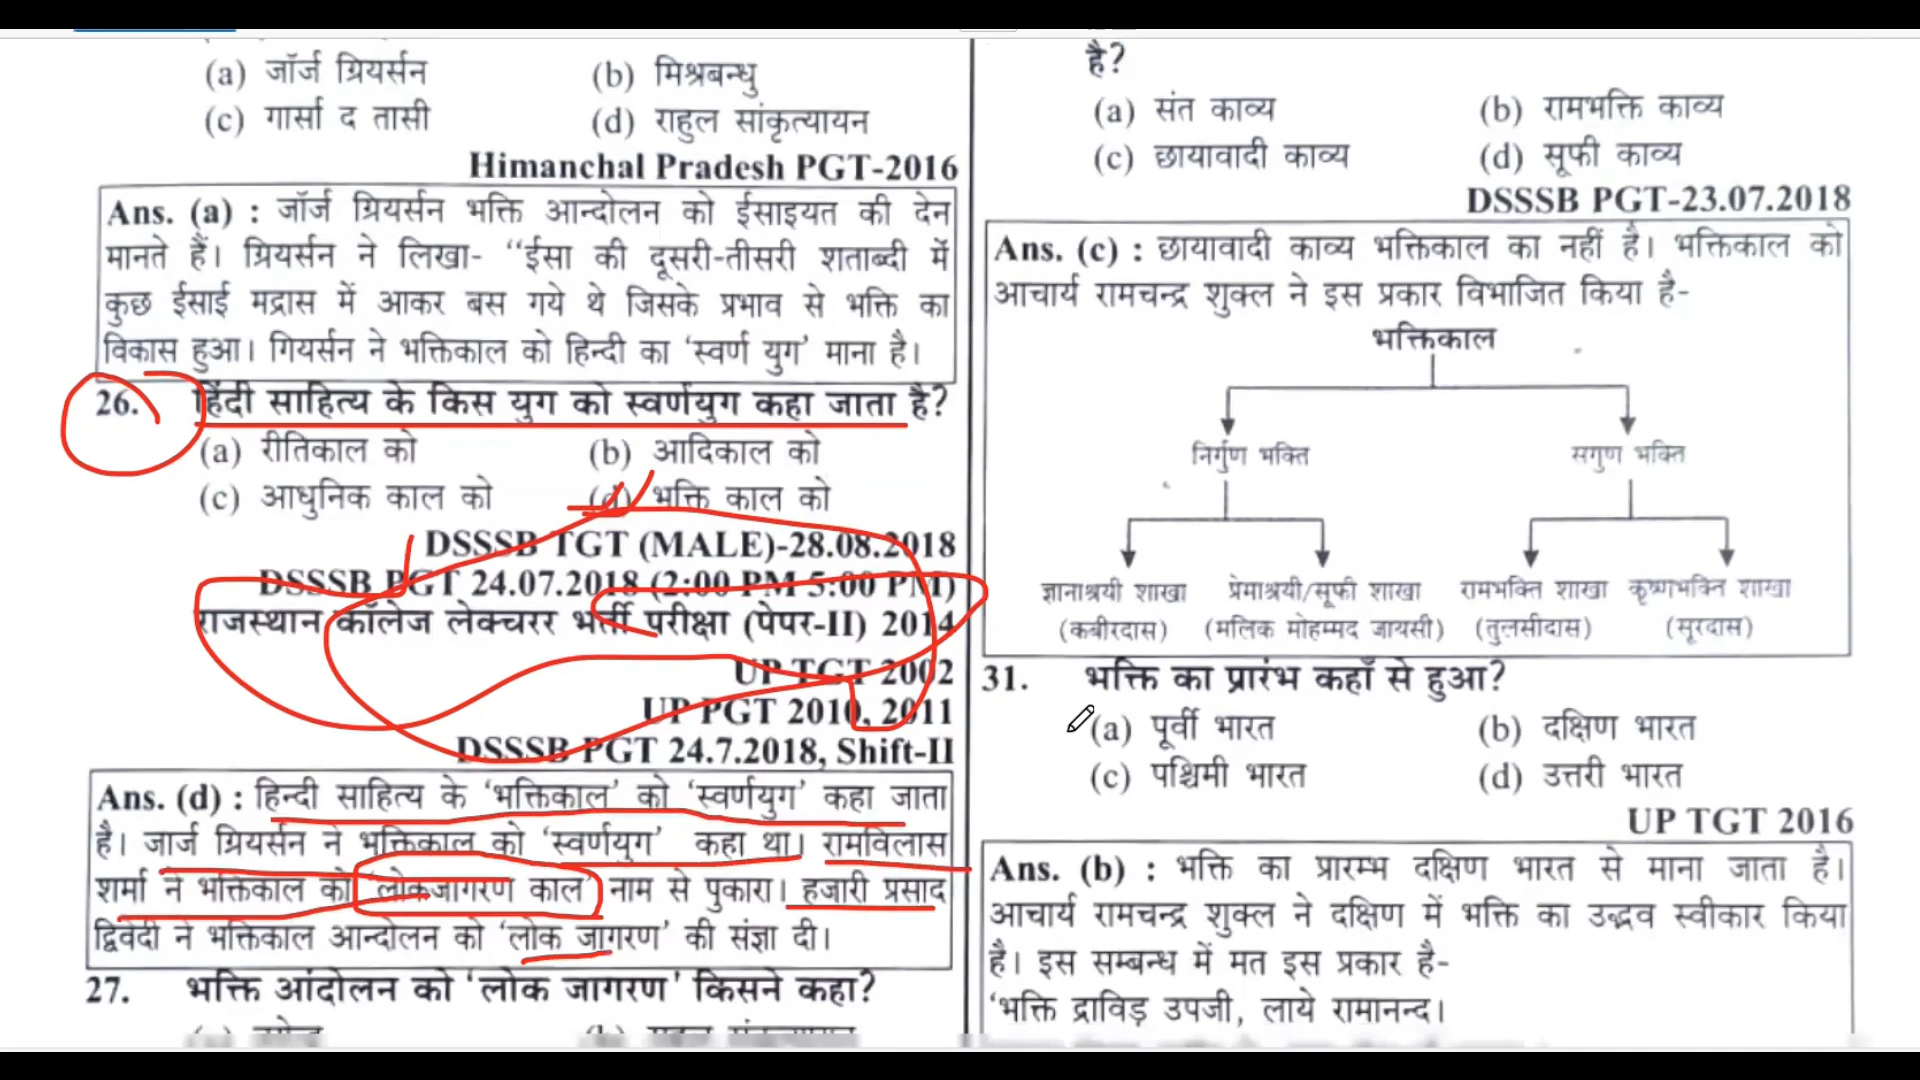 (a) जॉर्ज ग्रियर्सन (b) मिश्रबन्धु
(c) गार्सा द तासी (d) राहुल सांकृत्यायन
Himanchal Pradesh PGT-2016
Ans. (a) : जॉर्ज ग्रियर्सन भक्ति आन्दोलन को ईसाइयत की देन
मानते हैं। ग्रियर्सन ने लिखा- “ईसा की दूसरी-तीसरी शताब्दी में
कुछ ईसाई मद्रास में आकर बस गये थे जिसके प्रभाव से भक्ति का
विकास हुआ। गियर्सन ने भक्तिकाल को हिन्दी का ‘स्वर्ण युग’ माना है।
26. हिंदी साहित्य के किस युग को स्वर्णयुग कहा जाता है?
(a) रीतिकाल को (b) आदिकाल को
(c) आधुनिक काल को (d) भक्ति काल को
DSSSB TGT (MALE)-28.08.2018
DSSSB PGT 24.07.2018 (2:00 PM 5:00 PM)
राजस्थान कॉलेज लेक्चरर भर्ती परीक्षा (पेपर-II) 2014
UP TGT 2002
UP PGT 2010, 2011
DSSSB PGT 24.7.2018, Shift-II
Ans. (d) : हिन्दी साहित्य के ‘भक्तिकाल’ को ‘स्वर्णयुग’ कहा जाता
है। जार्ज ग्रियर्सन ने भक्तिकाल को ‘स्वर्णयुग’ कहा था। रामविलास
शर्मा ने भक्तिकाल को ‘लोकजागरण काल’ नाम से पुकारा। हजारी प्रसाद
द्विवेदी ने भक्तिकाल आन्दोलन को ‘लोक जागरण’ की संज्ञा दी।
27. भक्ति आंदोलन को ‘लोक जागरण’ किसने कहा?
है?
(a) संत काव्य (b) रामभक्ति काव्य
(c) छायावादी काव्य (d) सूफी काव्य
DSSSB PGT-23.07.2018
Ans. (c) : छायावादी काव्य भक्तिकाल का नहीं है। भक्तिकाल को
आचार्य रामचन्द्र शुक्ल ने इस प्रकार विभाजित किया है-
भक्तिकाल
निर्गुण भक्ति सगुण भक्ति
ज्ञानाश्रयी शाखा प्रेमाश्रयी/सूफी शाखा रामभक्ति शाखा कृष्णभक्ति शाखा
(कबीरदास) (मलिक मोहम्मद जायसी) (तुलसीदास) (सूरदास)
31. भक्ति का प्रारंभ कहाँ से हुआ?
(a) पूर्वी भारत (b) दक्षिण भारत
(c) पश्चिमी भारत (d) उत्तरी भारत
UP TGT 2016
Ans. (b) : भक्ति का प्रारम्भ दक्षिण भारत से माना जाता है।
आचार्य रामचन्द्र शुक्ल ने दक्षिण में भक्ति का उद्भव स्वीकार किया
है। इस सम्बन्ध में मत इस प्रकार है-
‘भक्ति द्राविड़ उपजी, लाये रामानन्द।